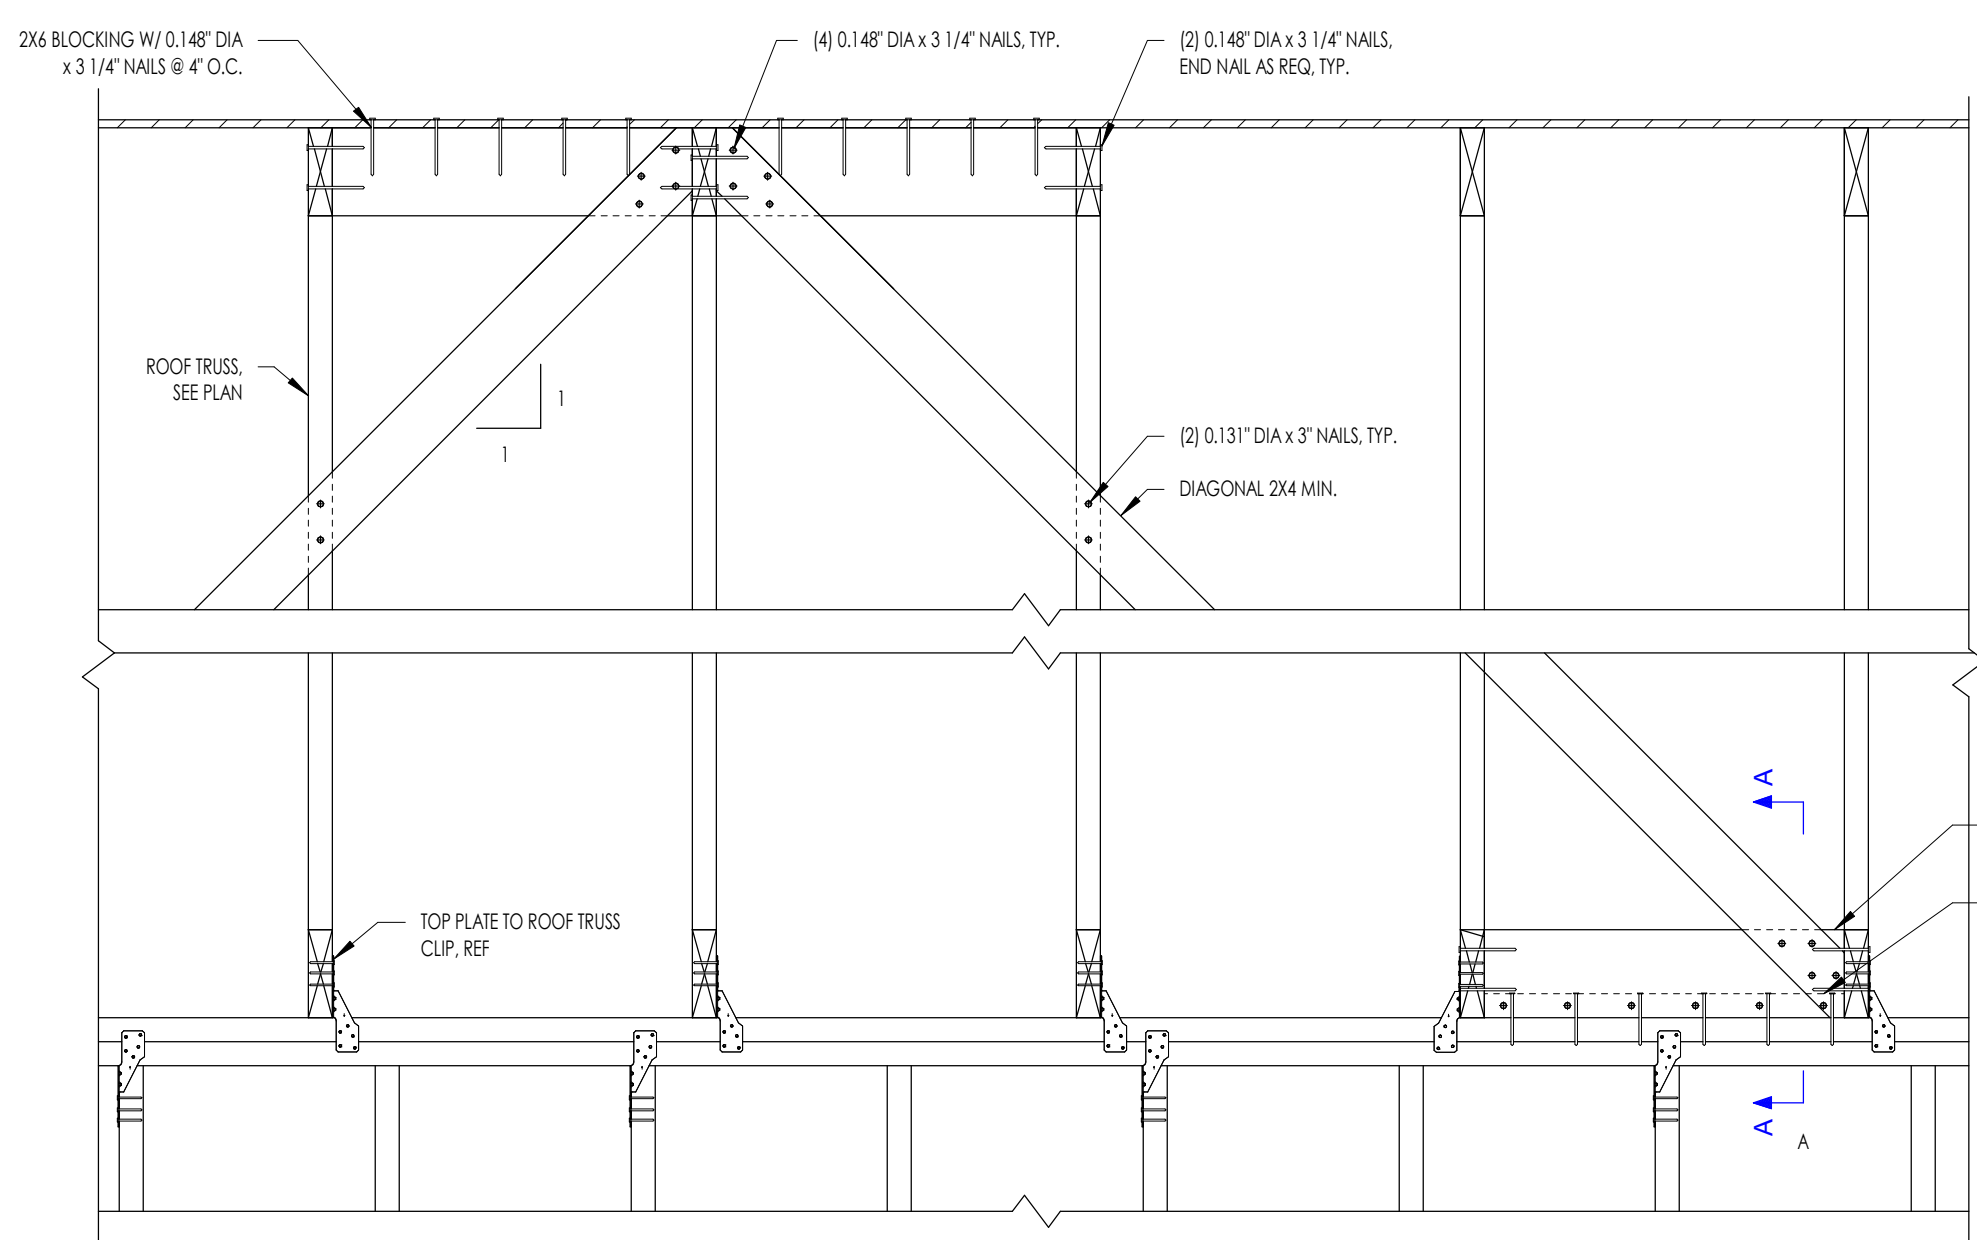 2X6 BLOCKING W/ 0.148" DIA
x 3 1/4" NAILS @ 4" O.C.
(4) 0.148" DIA x 3 1/4" NAILS, TYP.
(2) 0.148" DIA x 3 1/4" NAILS,
END NAIL AS REQ, TYP.
ROOF TRUSS,
SEE PLAN
1
1
(2) 0.131" DIA x 3" NAILS, TYP.
DIAGONAL 2X4 MIN.
A
TOP PLATE TO ROOF TRUSS
CLIP, REF
A
A